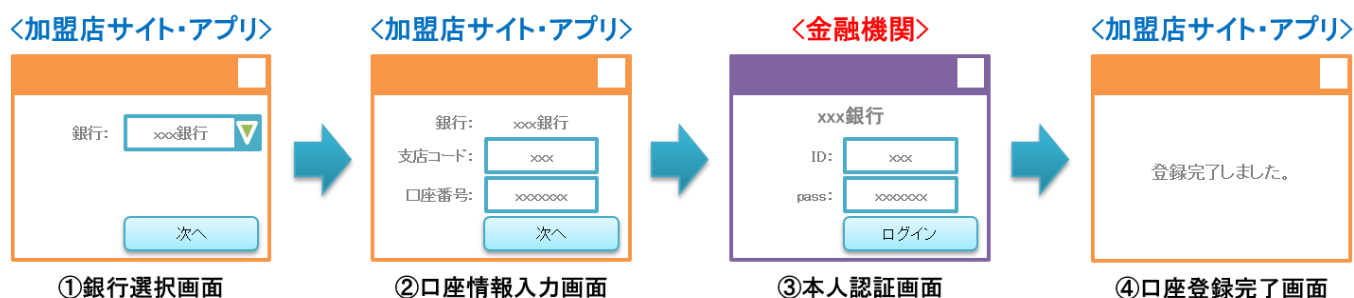 <加盟店サイト・アプリ>
銀行: xxx銀行
次へ
①銀行選択画面
<加盟店サイト・アプリ>
銀行: xxx銀行
支店コード: xxx
口座番号: xxxxxxx
次へ
②口座情報入力画面
<金融機関>
xxx銀行
ID: xxx
pass: xxxxxxx
ログイン
③本人認証画面
<加盟店サイト・アプリ>
登録完了しました。
④口座登録完了画面